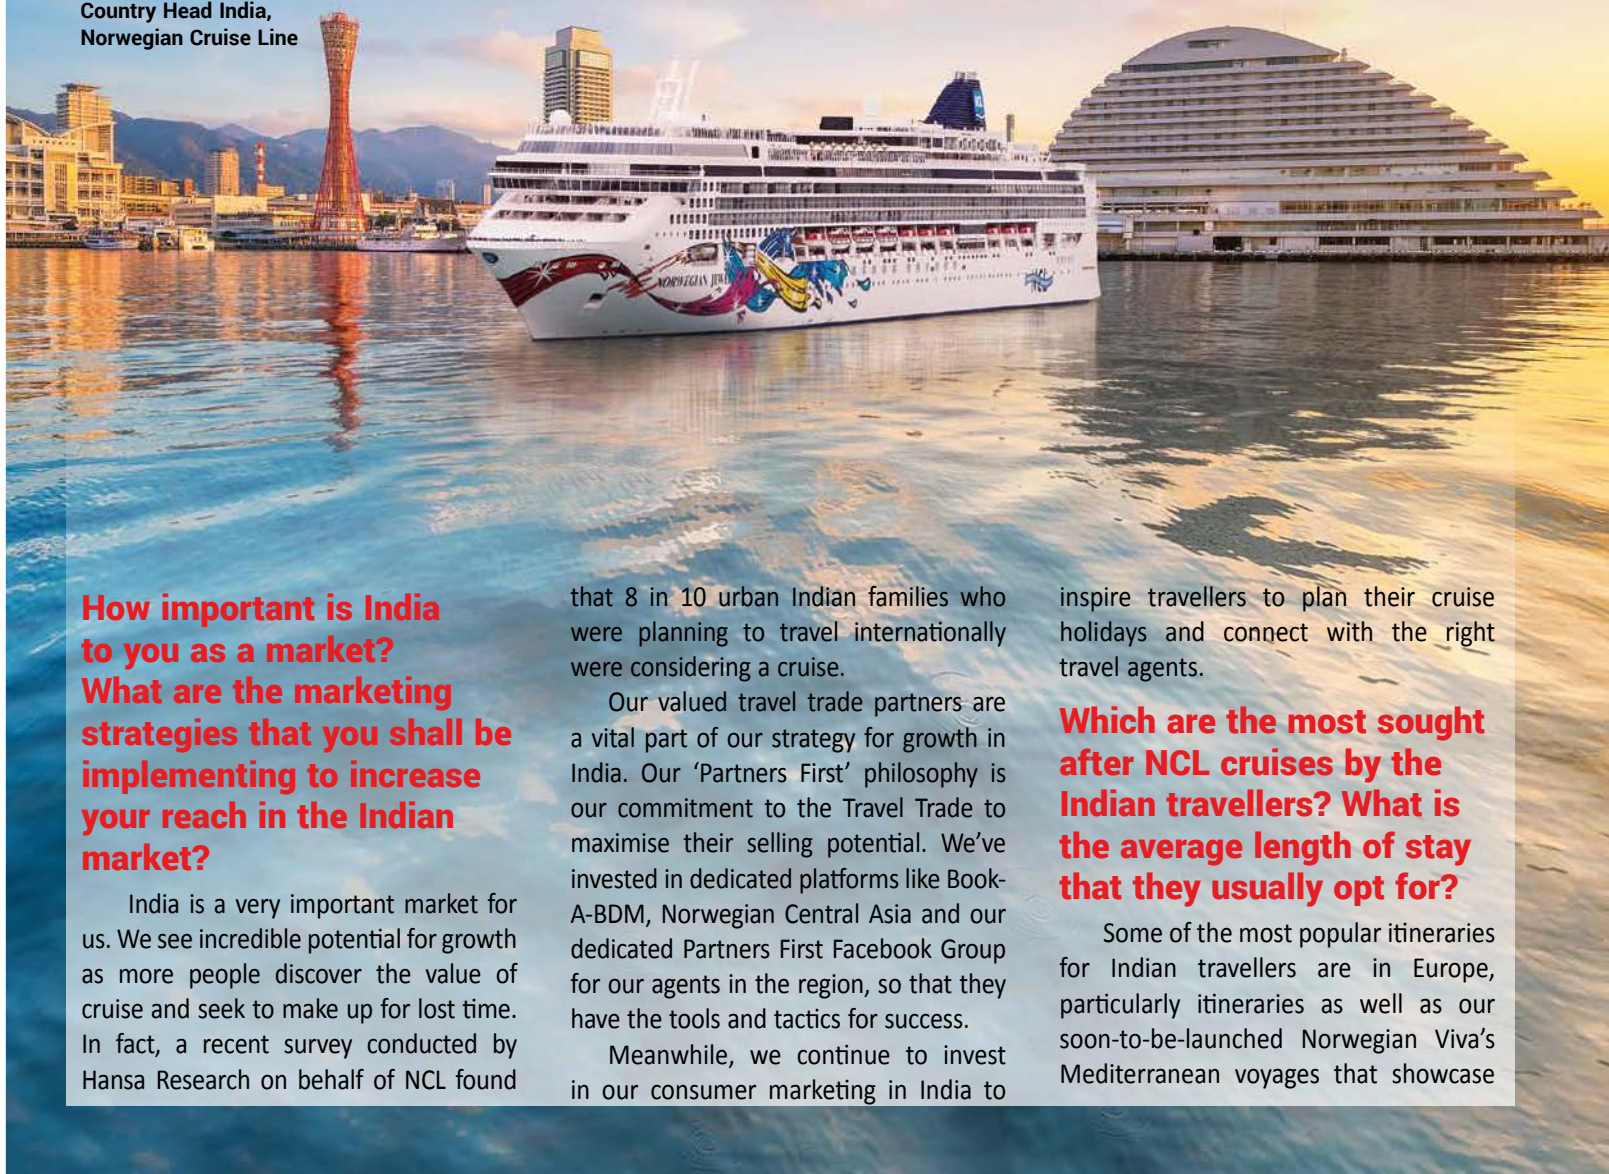 Country Head India,
Norwegian Cruise Line
NORWEGIAN JEWEL
How important is India
to you as a market?
What are the marketing
strategies that you shall be
implementing to increase
your reach in the Indian
market?
India is a very important market for
us. We see incredible potential for growth
as more people discover the value of
cruise and seek to make up for lost time.
In fact, a recent survey conducted by
Hansa Research on behalf of NCL found
that 8 in 10 urban Indian families who
were planning to travel internationally
were considering a cruise.
Our valued travel trade partners are
a vital part of our strategy for growth in
India. Our ‘Partners First’ philosophy is
our commitment to the Travel Trade to
maximise their selling potential. We’ve
invested in dedicated platforms like Book-
A-BDM, Norwegian Central Asia and our
dedicated Partners First Facebook Group
for our agents in the region, so that they
have the tools and tactics for success.
Meanwhile, we continue to invest
in our consumer marketing in India to
inspire travellers to plan their cruise
holidays and connect with the right
travel agents.
Which are the most sought
after NCL cruises by the
Indian travellers? What is
the average length of stay
that they usually opt for?
Some of the most popular itineraries
for Indian travellers are in Europe,
particularly itineraries as well as our
soon-to-be-launched Norwegian Viva’s
Mediterranean voyages that showcase